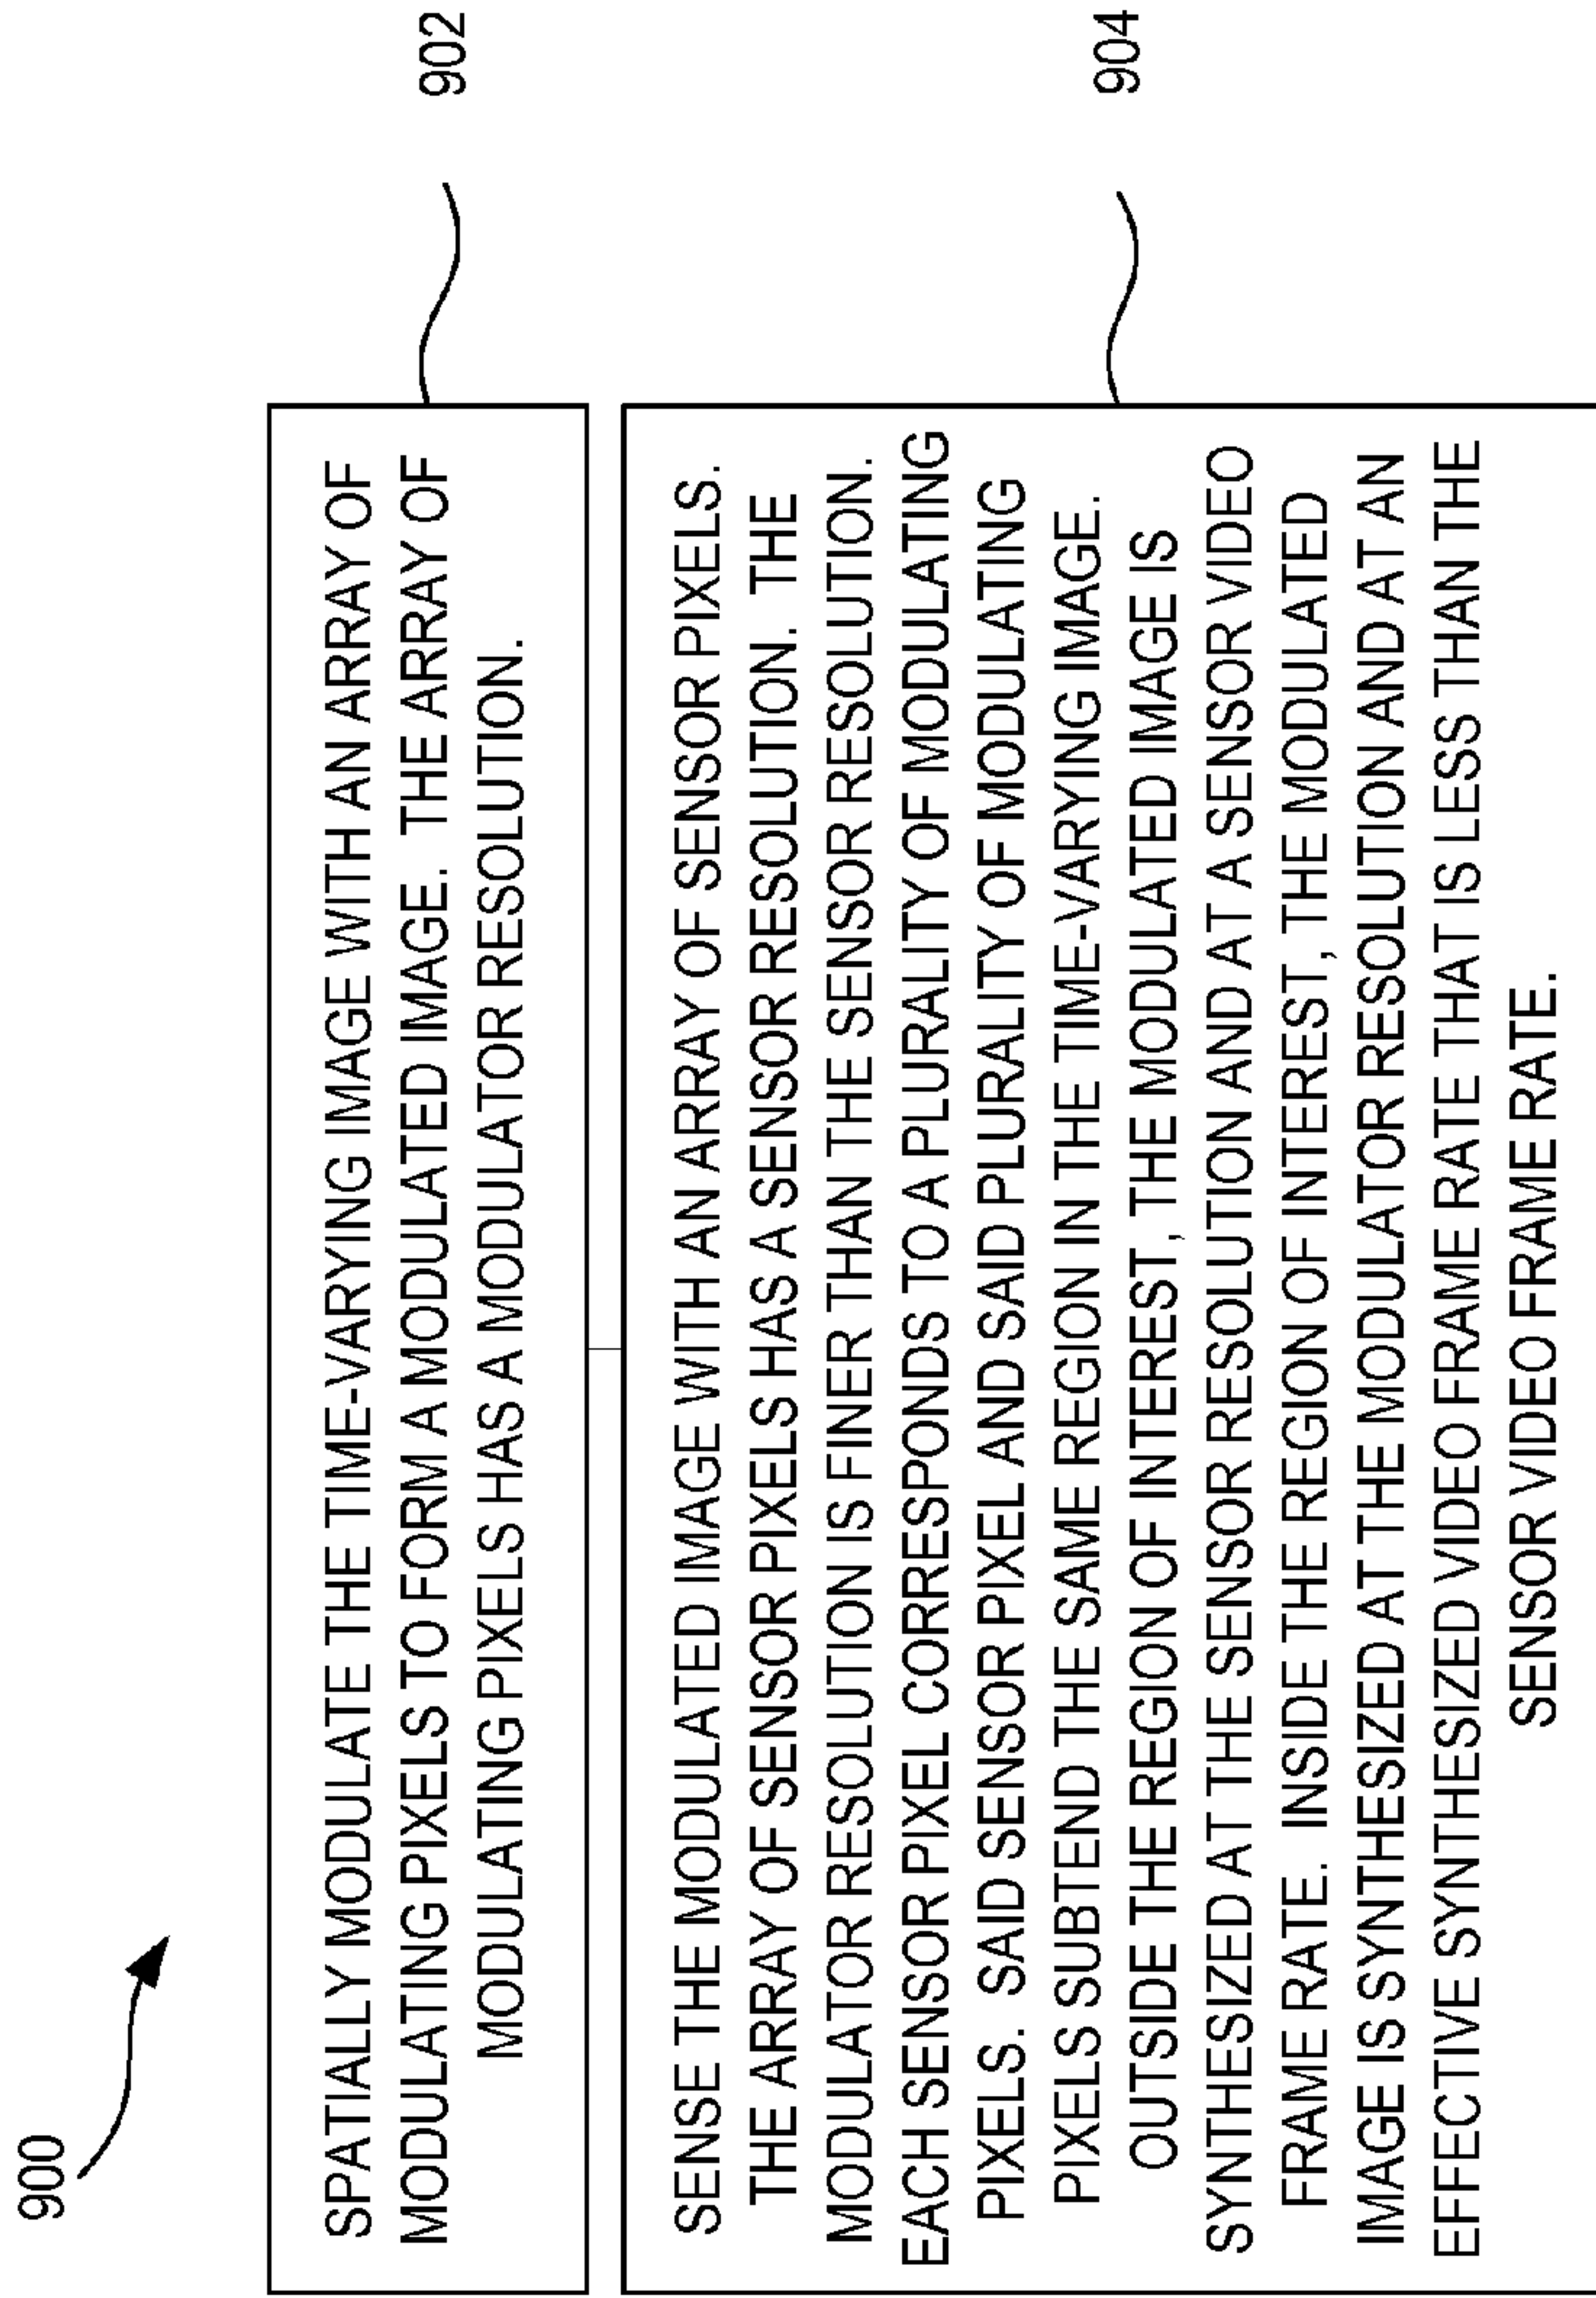 900
SPATIALLY MODULATE THE TIME-VARYING IMAGE WITH AN ARRAY OF
MODULATING PIXELS TO FORM A MODULATED IMAGE. THE ARRAY OF
MODULATING PIXELS HAS A MODULATOR RESOLUTION.
902
SENSE THE MODULATED IMAGE WITH AN ARRAY OF SENSOR PIXELS.
THE ARRAY OF SENSOR PIXELS HAS A SENSOR RESOLUTION. THE
MODULATOR RESOLUTION IS FINER THAN THE SENSOR RESOLUTION.
EACH SENSOR PIXEL CORRESPONDS TO A PLURALITY OF MODULATING
PIXELS. SAID SENSOR PIXEL AND SAID PLURALITY OF MODULATING
PIXELS SUBTEND THE SAME REGION IN THE TIME-VARYING IMAGE.
OUTSIDE THE REGION OF INTEREST, THE MODULATED IMAGE IS
SYNTHESIZED AT THE SENSOR RESOLUTION AND AT A SENSOR VIDEO
FRAME RATE. INSIDE THE REGION OF INTEREST, THE MODULATED
IMAGE IS SYNTHESIZED AT THE MODULATOR RESOLUTION AND AT AN
EFFECTIVE SYNTHESIZED VIDEO FRAME RATE THAT IS LESS THAN THE
SENSOR VIDEO FRAME RATE.
904